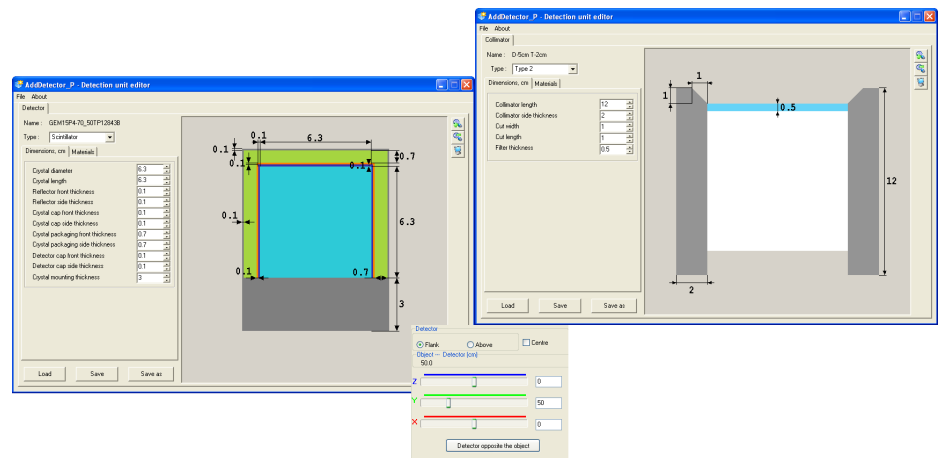 AddDetector_P - Detection unit editor
File About
Detector
Name : GEM15P4-70_50TP12843B
Type : Scintillator
Dimensions, cm Materials
Crystal diameter 6.3
Crystal length 6.3
Reflector front thickness 0.1
Reflector side thickness 0.1
Crystal cap front thickness 0.1
Crystal cap side thickness 0.1
Crystal packaging front thickness 0.7
Crystal packaging side thickness 0.7
Detector cap front thickness 0.1
Detector cap side thickness 0.1
Crystal mounting thickness 3
Load Save Save as
0.1 6.3
0.1 0.7
0.1 0.1
0.1 6.3
0.1 0.7
3
AddDetector_P - Detection unit editor
File About
Collimator
Name : D-5cm T-2cm
Type : Type 2
Dimensions, cm Materials
Collimator length 12
Collimator side thickness 2
Cut width 1
Cut length 1
Filter thickness 0.5
Load Save Save as
1
1
0.5
12
2
Detector
Flank Above Centre
Object --- Detector (cm)
50.0
Z 0
Y 50
X 0
Detector opposite the object